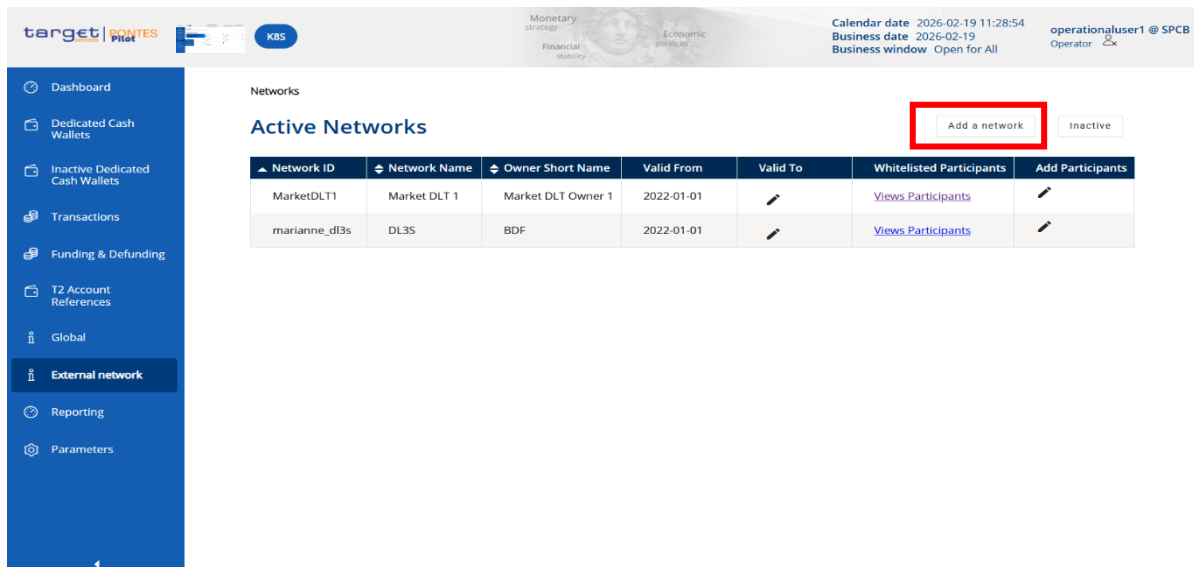 target | PONTES
services Pilot
K8S
Monetary
strategy
Economic
services
Financial
stability
Calendar date 2026-02-19 11:28:54
Business date 2026-02-19
Business window Open for All
operationaluser1 @ SPCB
Operator
Dashboard
Dedicated Cash
Wallets
Inactive Dedicated
Cash Wallets
Transactions
Funding & Defunding
T2 Account
References
Global
External network
Reporting
Parameters
Networks
Active Networks
Add a network
Inactive
Network ID Network Name Owner Short Name Valid From Valid To Whitelisted Participants Add Participants
MarketDLT1 Market DLT 1 Market DLT Owner 1 2022-01-01 Views Participants
marianne_dl3s DL3S BDF 2022-01-01 Views Participants